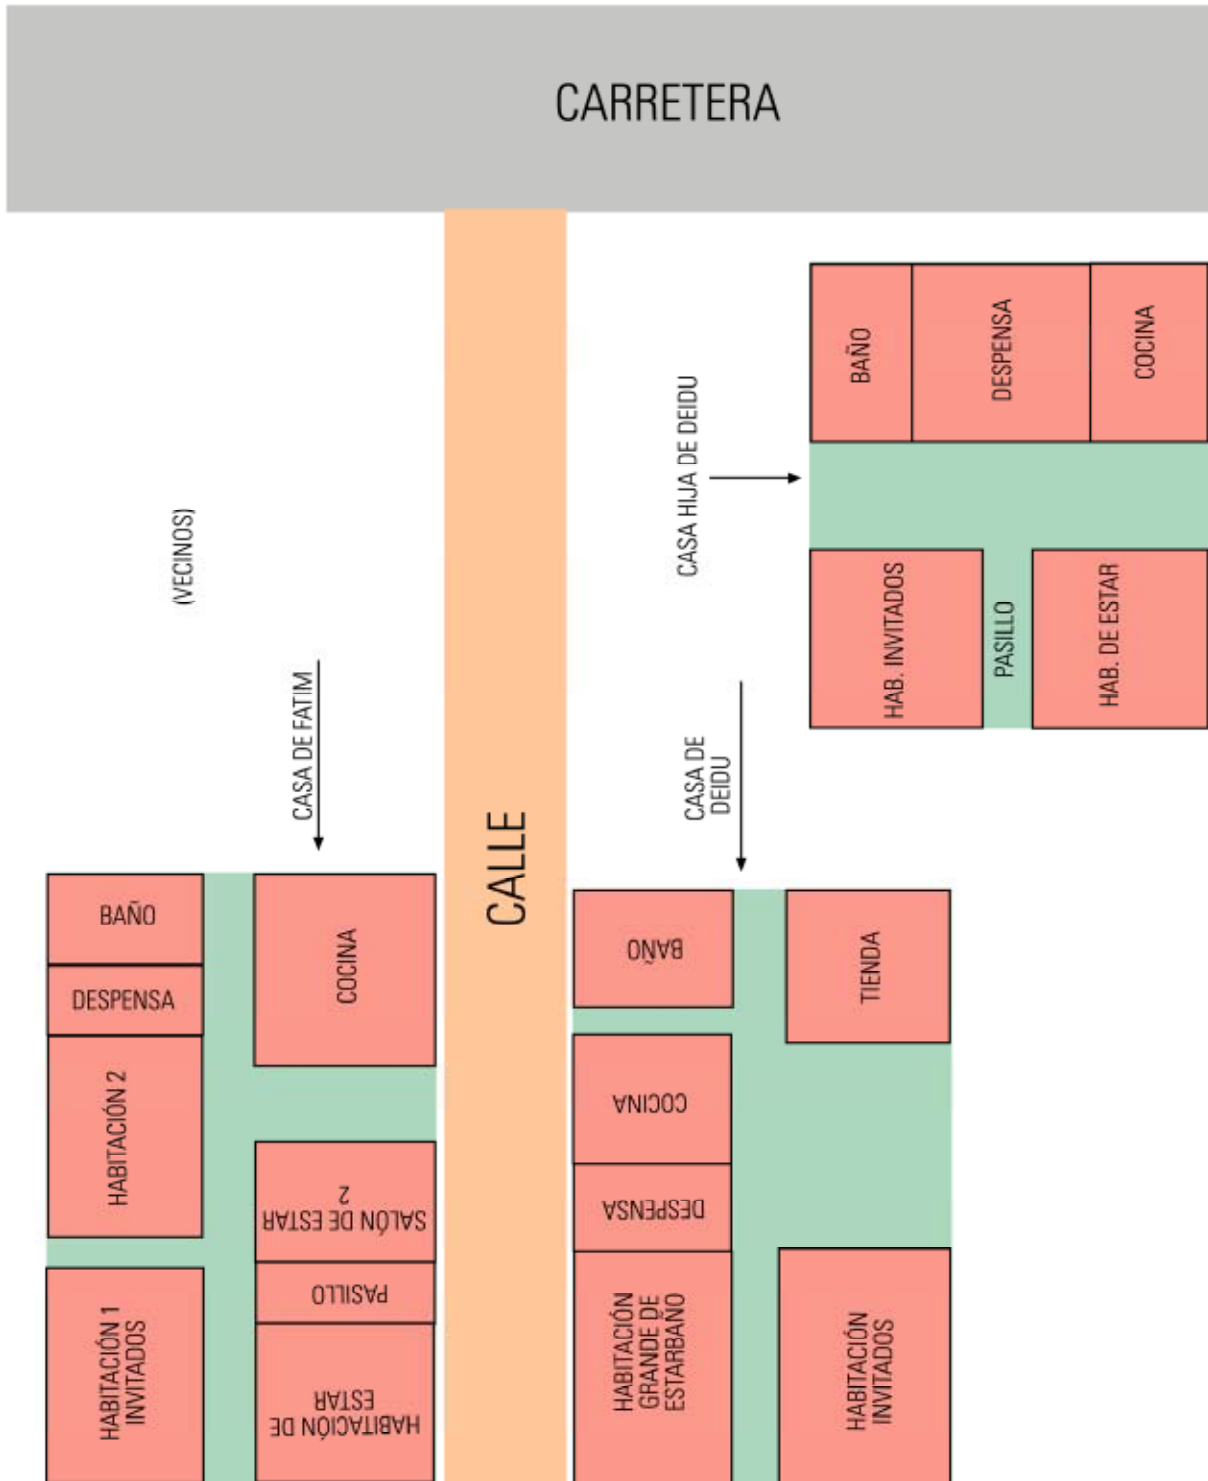 CARRETERA
BAÑO
DESPENSA
COCINA
CASA HIJA DE DEIDU
(VECINOS)
HAB. INVITADOS
PASILLO
HAB. DE ESTAR
CASA DE FATIM
CASA DE
DEIDU
CALLE
BAÑO
DESPENSA
HABITACIÓN 2
HABITACIÓN 1
INVITADOS
COCINA
SALÓN DE ESTAR
2
PASILLO
HABITACIÓN DE
ESTAR
BAÑO
COCINA
DESPENSA
HABITACIÓN
GRANDE DE
ESTARBAÑO
TIENDA
HABITACIÓN
INVITADOS